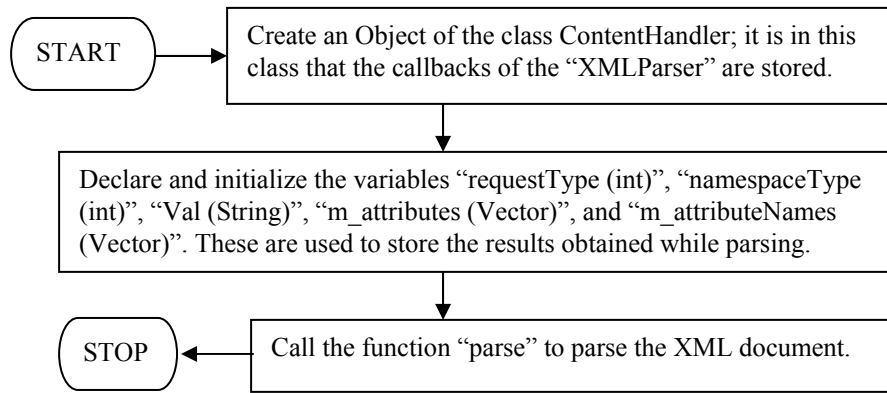 START
Create an Object of the class ContentHandler; it is in this
class that the callbacks of the “XMLParser” are stored.
Declare and initialize the variables “requestType (int)”, “namespaceType
(int)”, “Val (String)”, “m_attributes (Vector)”, and “m_attributeNames
(Vector)”. These are used to store the results obtained while parsing.
Call the function “parse” to parse the XML document.
STOP